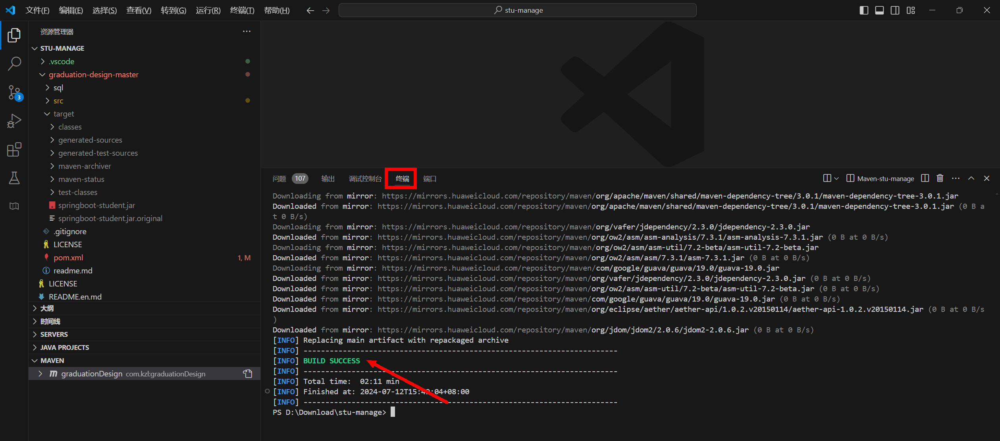 文件(F) 编辑(E) 选择(S) 查看(V) 转到(G) 运行(R) 终端(T) 帮助(H) stu-manage
资源管理器
STU-MANAGE
.vscode
graduation-design-master
sql
src
target
classes
generated-sources
generated-test-sources
maven-archiver
maven-status
test-classes
springboot-student.jar
springboot-student.jar.original
.gitignore
LICENSE
pom.xml 1, M
readme.md
LICENSE
README.en.md
大纲
时间线
SERVERS
JAVA PROJECTS
MAVEN
graduationDesign com.kzl:graduationDesign
3
问题 107 输出 调试控制台 终端 端口 Maven-stu-manage
Downloading from mirror: https://mirrors.huaweicloud.com/repository/maven/org/apache/maven/shared/maven-dependency-tree/3.0.1/maven-dependency-tree-3.0.1.jar
Downloaded from mirror: https://mirrors.huaweicloud.com/repository/maven/org/apache/maven/shared/maven-dependency-tree/3.0.1/maven-dependency-tree-3.0.1.jar (0 B a
t 0 B/s)
Downloading from mirror: https://mirrors.huaweicloud.com/repository/maven/org/vafer/jdependency/2.3.0/jdependency-2.3.0.jar
Downloaded from mirror: https://mirrors.huaweicloud.com/repository/maven/org/ow2/asm/asm-analysis/7.3.1/asm-analysis-7.3.1.jar (0 B at 0 B/s)
Downloading from mirror: https://mirrors.huaweicloud.com/repository/maven/org/ow2/asm/asm-util/7.2-beta/asm-util-7.2-beta.jar
Downloaded from mirror: https://mirrors.huaweicloud.com/repository/maven/org/ow2/asm/asm/7.3.1/asm-7.3.1.jar (0 B at 0 B/s)
Downloading from mirror: https://mirrors.huaweicloud.com/repository/maven/com/google/guava/guava/19.0/guava-19.0.jar
Downloaded from mirror: https://mirrors.huaweicloud.com/repository/maven/org/vafer/jdependency/2.3.0/jdependency-2.3.0.jar (0 B at 0 B/s)
Downloaded from mirror: https://mirrors.huaweicloud.com/repository/maven/org/ow2/asm/asm-util/7.2-beta/asm-util-7.2-beta.jar (0 B at 0 B/s)
Downloaded from mirror: https://mirrors.huaweicloud.com/repository/maven/com/google/guava/guava/19.0/guava-19.0.jar (0 B at 0 B/s)
Downloaded from mirror: https://mirrors.huaweicloud.com/repository/maven/org/eclipse/aether/aether-api/1.0.2.v20150114/aether-api-1.0.2.v20150114.jar (0 B at 0 B/s
)
Downloaded from mirror: https://mirrors.huaweicloud.com/repository/maven/org/jdom/jdom2/2.0.6/jdom2-2.0.6.jar (0 B at 0 B/s)
[INFO] Replacing main artifact with repackaged archive
[INFO] ------------------------------------------------------------------------
[INFO] BUILD SUCCESS
[INFO] ------------------------------------------------------------------------
[INFO] Total time:  02:11 min
[INFO] Finished at:
[INFO] ------------------------------------------------------------------------
PS D:\Download\stu-manage>